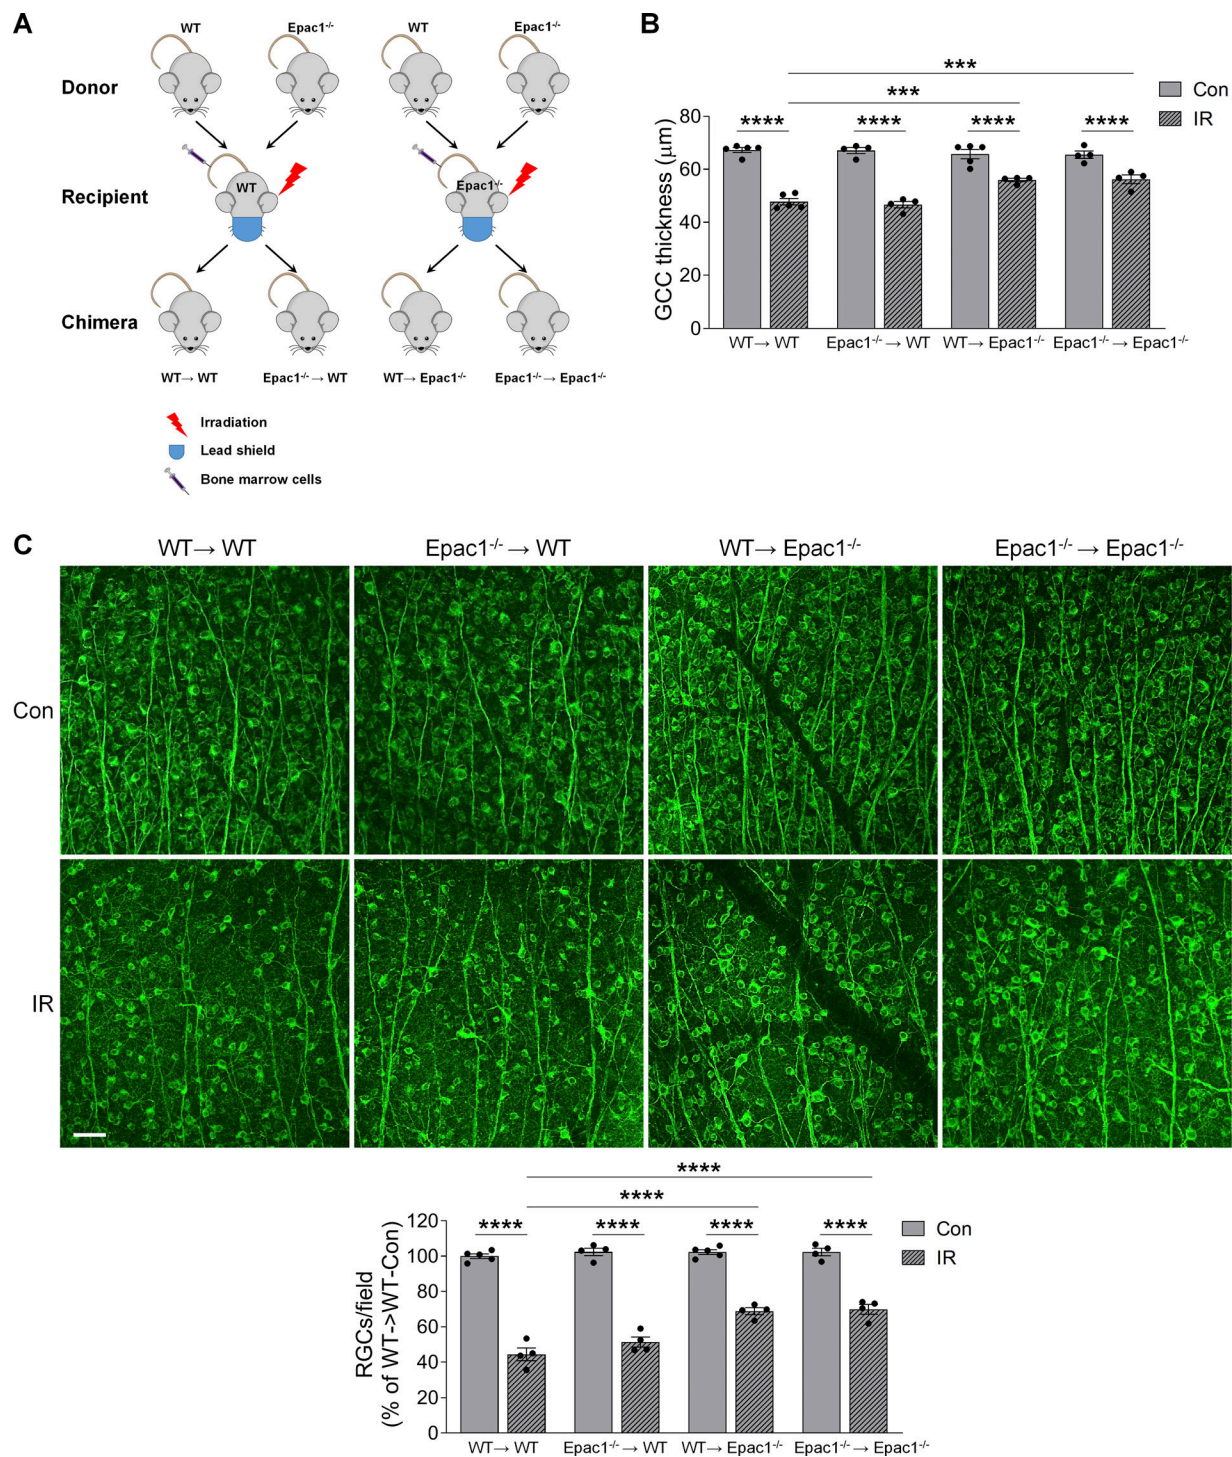 A
WT
Epac1-/-
WT
Epac1-/-
Donor
Recipient
WT
Epac1-/-
Chimera
WT→ WT
Epac1-/- → WT
WT→ Epac1-/-
Epac1-/- → Epac1-/-
Irradiation
Lead shield
Bone marrow cells
B
***
***
****
****
****
****
Con
IR
GCC thickness (μm)
80
60
40
20
0
WT→ WT
Epac1-/- → WT
WT→ Epac1-/-
Epac1-/- → Epac1-/-
C
WT→ WT
Epac1-/- → WT
WT→ Epac1-/-
Epac1-/- → Epac1-/-
Con
IR
****
****
****
****
****
****
Con
IR
RGCs/field
(% of WT->WT-Con)
120
100
80
60
40
20
0
WT→ WT
Epac1-/- → WT
WT→ Epac1-/-
Epac1-/- → Epac1-/-